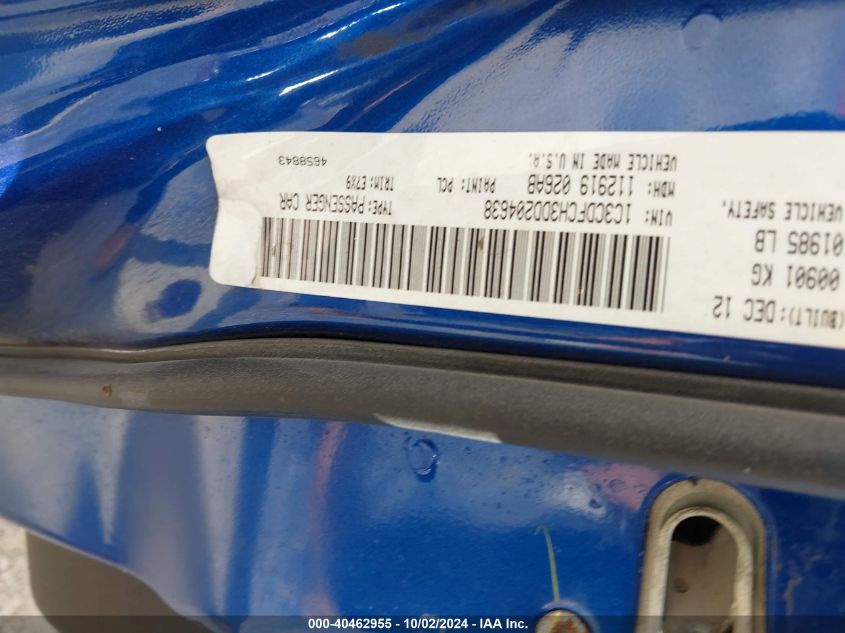 (BUILT): DEC 12
00901 KG
01985 LB
VEHICLE SAFETY.
VIN: 1C3CDFCH3DD204638 TYPE: PASSENGER CAR
MDH: 112919 026AB PAINT: PCL TRIM: E7X9
VEHICLE MADE IN U.S.A. 4658843
000-40462955 - 10/02/2024 - IAA Inc.